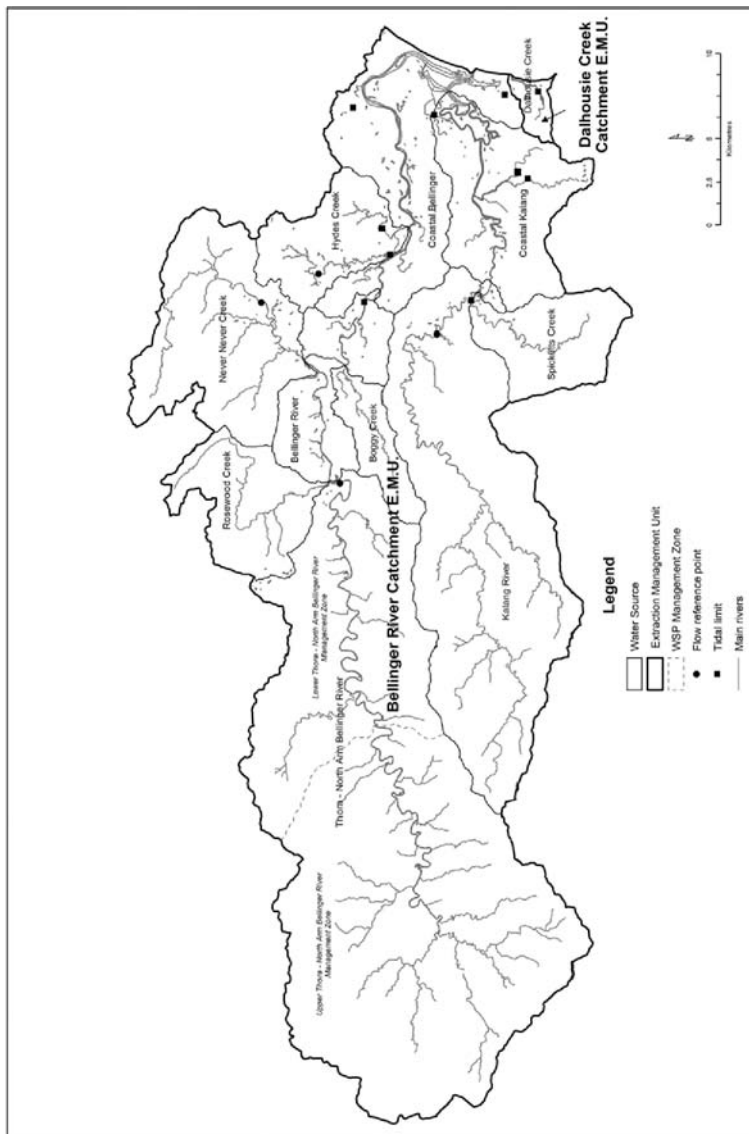 Upper Thora - North Arm Bellinger River
Management Zone
Thora - North Arm Bellinger River
Lower Thora - North Arm Bellinger River
Management Zone
Bellinger River Catchment E.M.U.
Rosewood Creek
Never Never Creek
Bellinger River
Boggy Creek
Hydes Creek
Coastal Bellinger
Kalang River
Spicketts Creek
Coastal Kalang
Dalhousie Creek
Dalhousie Creek
Catchment E.M.U.
Legend
Water Source
Extraction Management Unit
WSP Management Zone
Flow reference point
Tidal limit
Main rivers
N
0
2.5
5
10
Kilometres